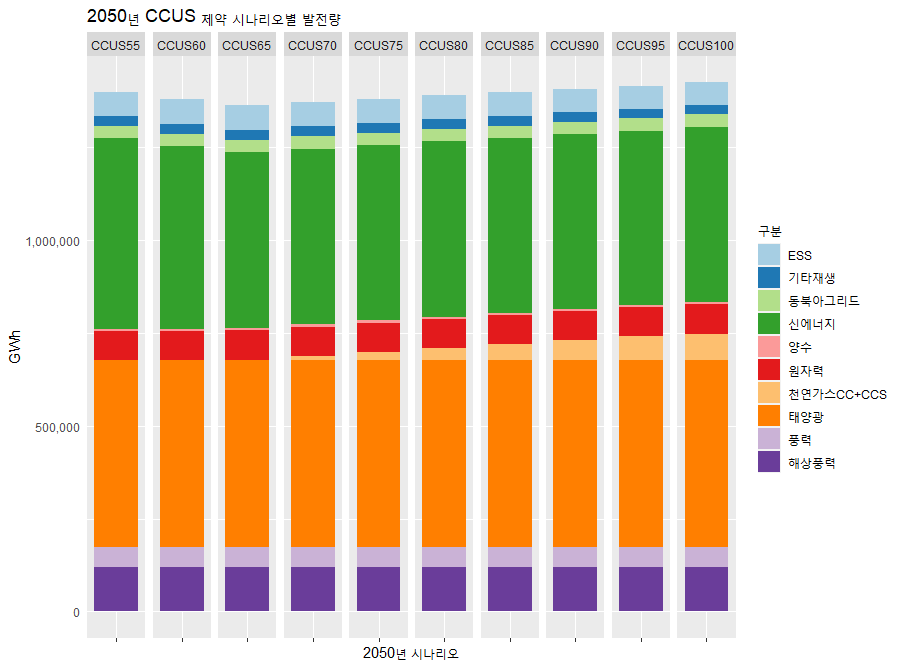 2050년 CCUS 제약 시나리오별 발전량
CCUS55 CCUS60 CCUS65 CCUS70 CCUS75 CCUS80 CCUS85 CCUS90 CCUS95 CCUS100
1,000,000
500,000
0
GWh
2050년 시나리오
구분
ESS
기타재생
동북아그리드
신에너지
양수
원자력
천연가스CC+CCS
태양광
풍력
해상풍력